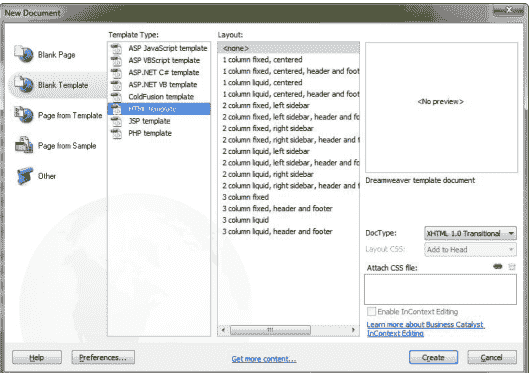 New Document
Blank Page
Blank Template
Page from Template
Page from Sample
Other
Template Type:
ASP JavaScript template
ASP VBScript template
ASP.NET C# template
ASP.NET VB template
ColdFusion template
HTML template
JSP template
PHP template
Layout:
<none>
1 column fixed, centered
1 column fixed, centered, header and foot
1 column liquid, centered
1 column liquid, centered, header and foot
2 column fixed, left sidebar
2 column fixed, left sidebar, header and fo
2 column fixed, right sidebar
2 column fixed, right sidebar, header and f
2 column liquid, left sidebar
2 column liquid, left sidebar, header and fo
2 column liquid, right sidebar
2 column liquid, right sidebar, header and f
3 column fixed
3 column fixed, header and footer
3 column liquid
3 column liquid, header and footer
<No preview>
Dreamweaver template document
DocType: XHTML 1.0 Transitional
Layout CSS: Add to Head
Attach CSS file:
Enable InContext Editing
Learn more about Business Catalyst
InContext Editing
Help
Preferences...
Get more content...
Create
Cancel